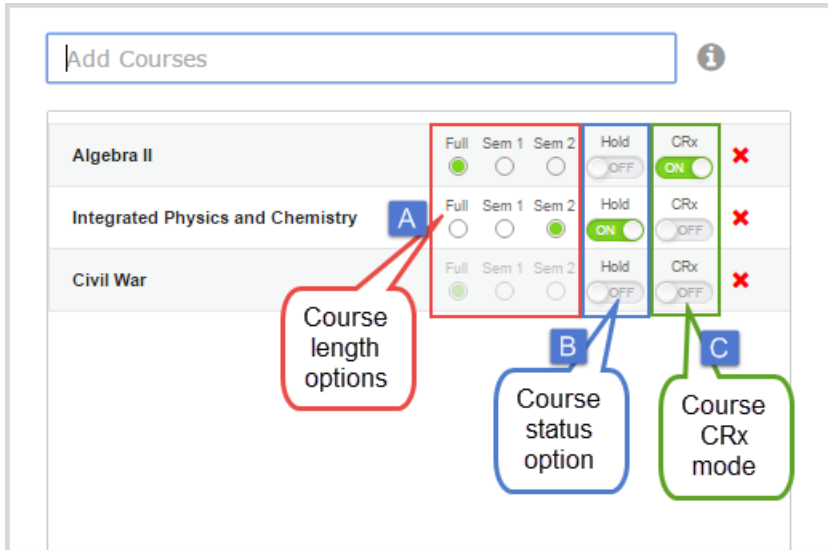 Add Courses
Full Sem 1 Sem 2 Hold CRx
Algebra II OFF ON
Full Sem 1 Sem 2 Hold CRx
Integrated Physics and Chemistry A ON OFF
Full Sem 1 Sem 2 Hold CRx
Civil War OFF OFF
Course
length
options
B
Course
status
option
C
Course
CRx
mode